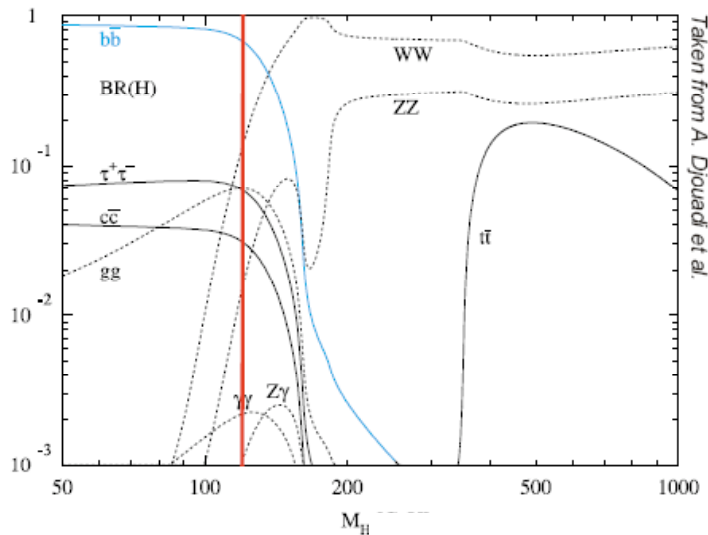 1
bb̄
BR(H)
WW
ZZ
10⁻¹
τ⁺τ⁻
cc̄
gg
tt̄
10⁻²
γγ
Zγ
10⁻³
50
100
200
500
1000
M_H
Taken from A. Djouadi et al.